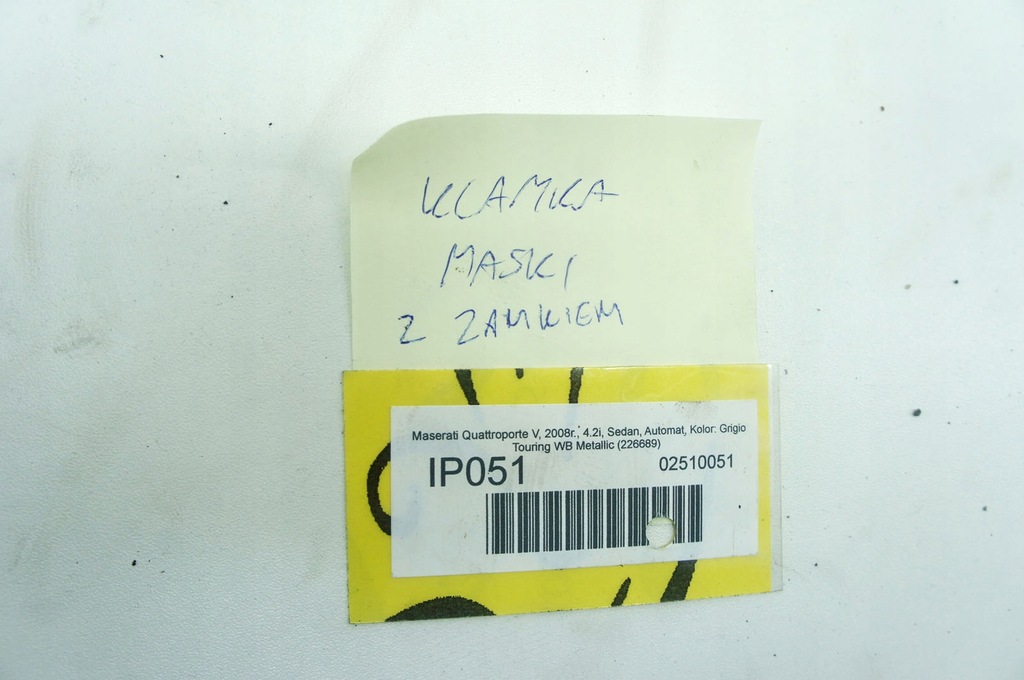 KLAMKA
MASKI
Z ZAMKIEM
Maserati Quattroporte V, 2008r., 4.2i, Sedan, Automat, Kolor: Grigio
Touring WB Metallic (226689)
IP051
02510051